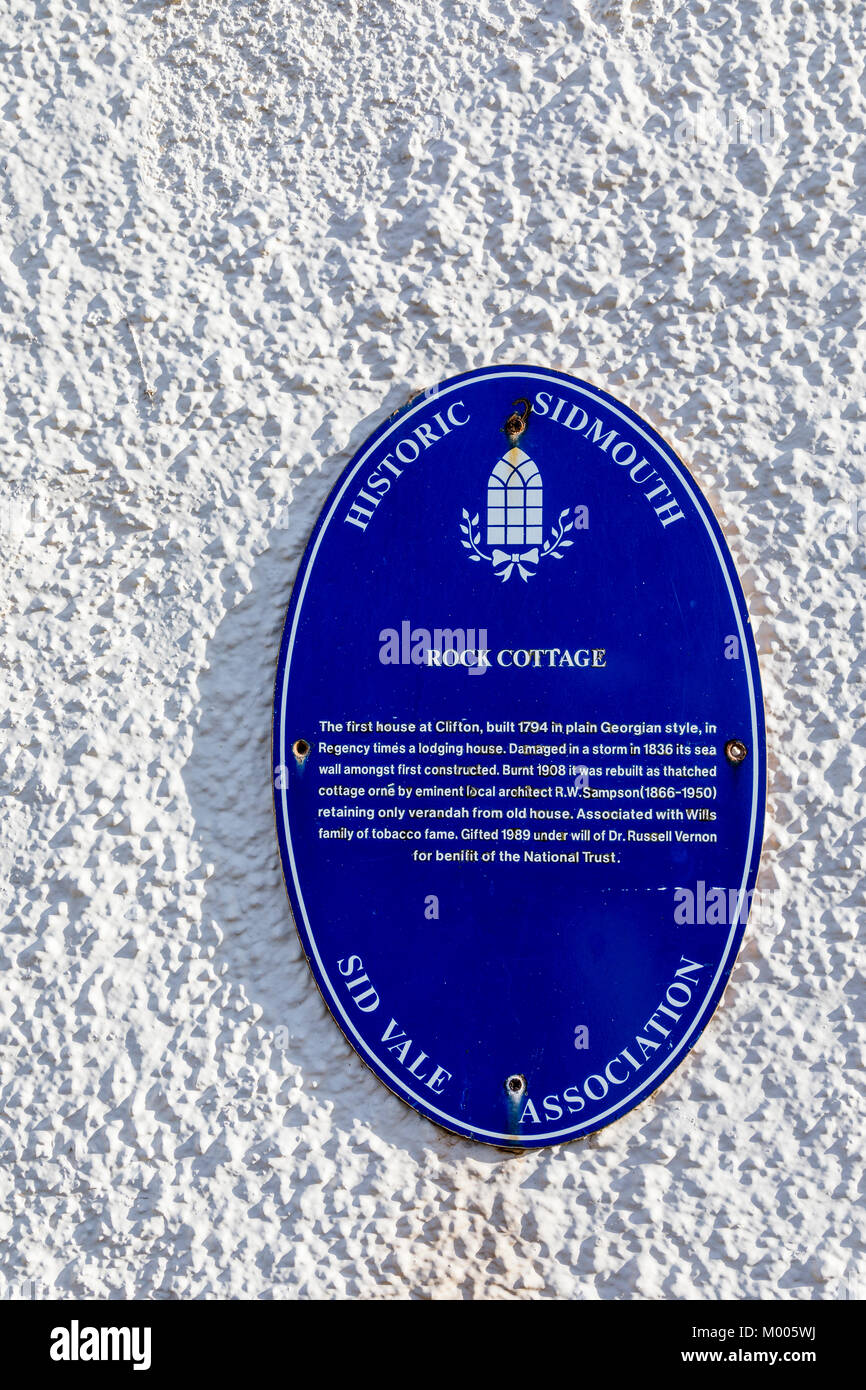 HISTORIC SIDMOUTH
ROCK COTTAGE
The first house at Clifton, built 1794 in plain Georgian style, in
Regency times a lodging house. Damaged in a storm in 1836 its sea
wall amongst first constructed. Burnt 1908 it was rebuilt as thatched
cottage orné by eminent local architect R.W.Sampson(1866-1950)
retaining only verandah from old house. Associated with Wills
family of tobacco fame. Gifted 1989 under will of Dr. Russell Vernon
for benifit of the National Trust.
SID VALE ASSOCIATION
alamy
a
alamy
a
alamy
Image ID: M005WJ
www.alamy.com